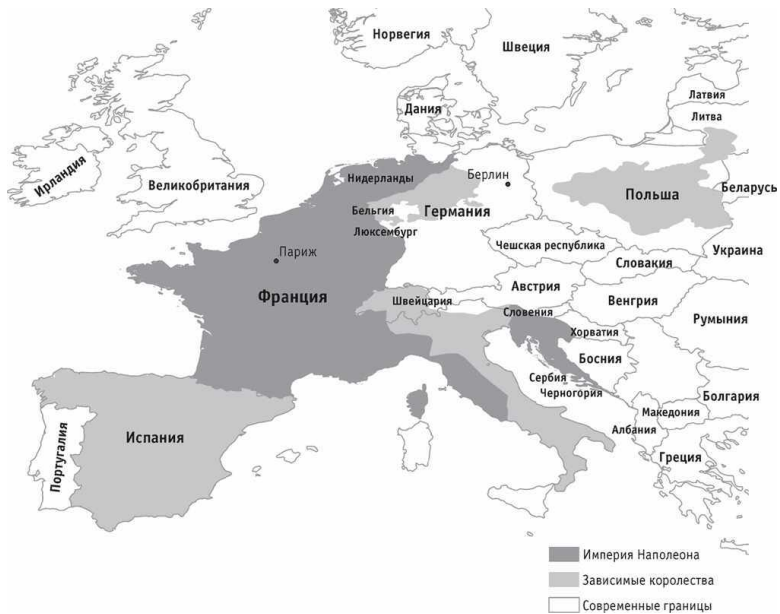 Норвегия
Швеция
Латвия
Литва
Дания
Ирландия
Великобритания
Нидерланды
Берлин
Польша
Беларусь
Бельгия
Германия
Люксембург
Париж
Чешская республика
Украина
Словакия
Франция
Швейцария
Австрия
Венгрия
Словения
Румыния
Хорватия
Босния
Сербия
Черногория
Болгария
Македония
Албания
Греция
Испания
Португалия
Империя Наполеона
Зависимые королества
Современные границы